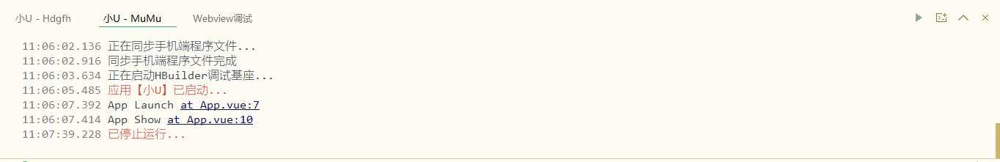 小U - Hdgfh 小U - MuMu Webview调试
11:06:02.136 正在同步手机端程序文件...
11:06:02.916 同步手机端程序文件完成
11:06:03.634 正在启动HBuilder调试基座...
11:06:05.485 应用【小U】已启动...
11:06:07.392 App Launch at App.vue:7
11:06:07.414 App Show at App.vue:10
11:07:39.228 已停止运行...